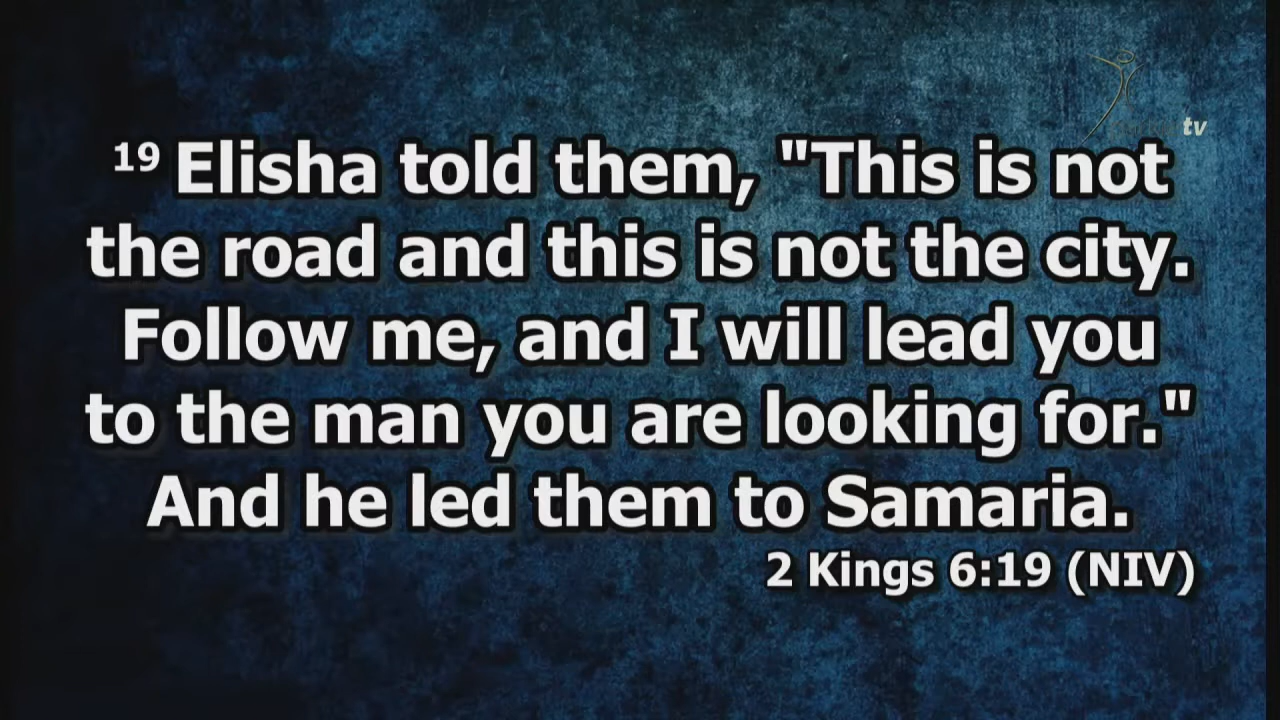 tv
19 Elisha told them, "This is not
the road and this is not the city.
Follow me, and I will lead you
to the man you are looking for."
And he led them to Samaria.
2 Kings 6:19 (NIV)